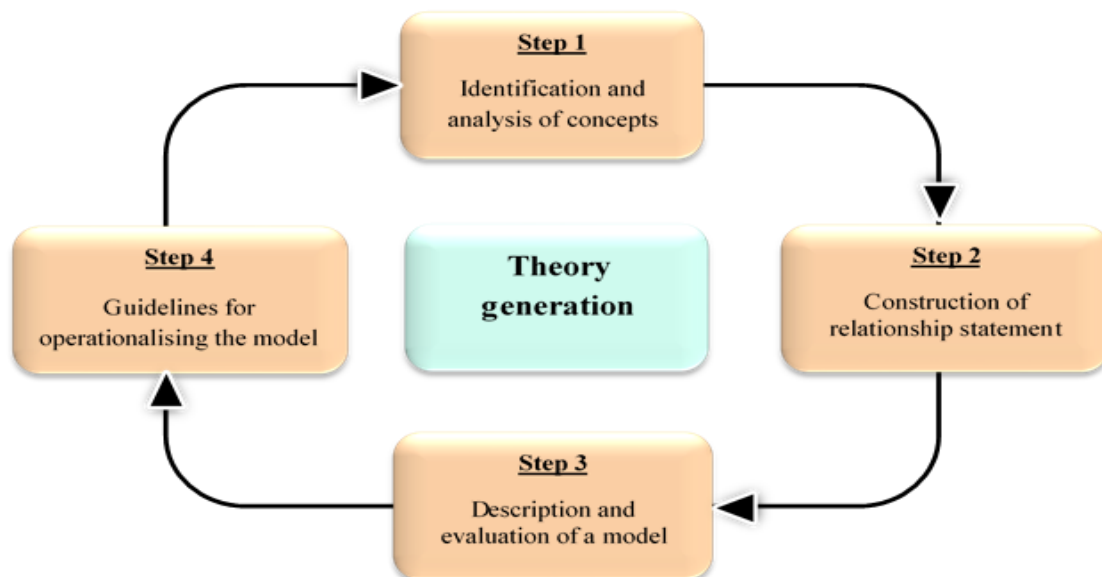 Step 1
Identification and
analysis of concepts
Step 4
Guidelines for
operationalising the model
Theory
generation
Step 2
Construction of
relationship statement
Step 3
Description and
evaluation of a model